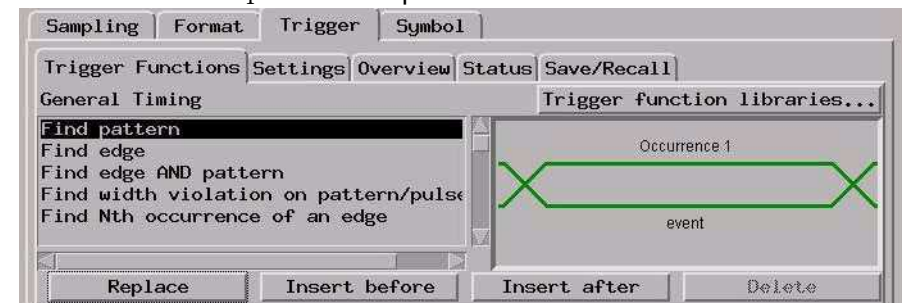 Sampling Format Trigger Symbol
Trigger Functions Settings Overview Status Save/Recall
General Timing Trigger function libraries...
Find pattern
Find edge
Find edge AND pattern
Find width violation on pattern/pulse
Find Nth occurrence of an edge
Occurrence 1
event
Replace Insert before Insert after Delete